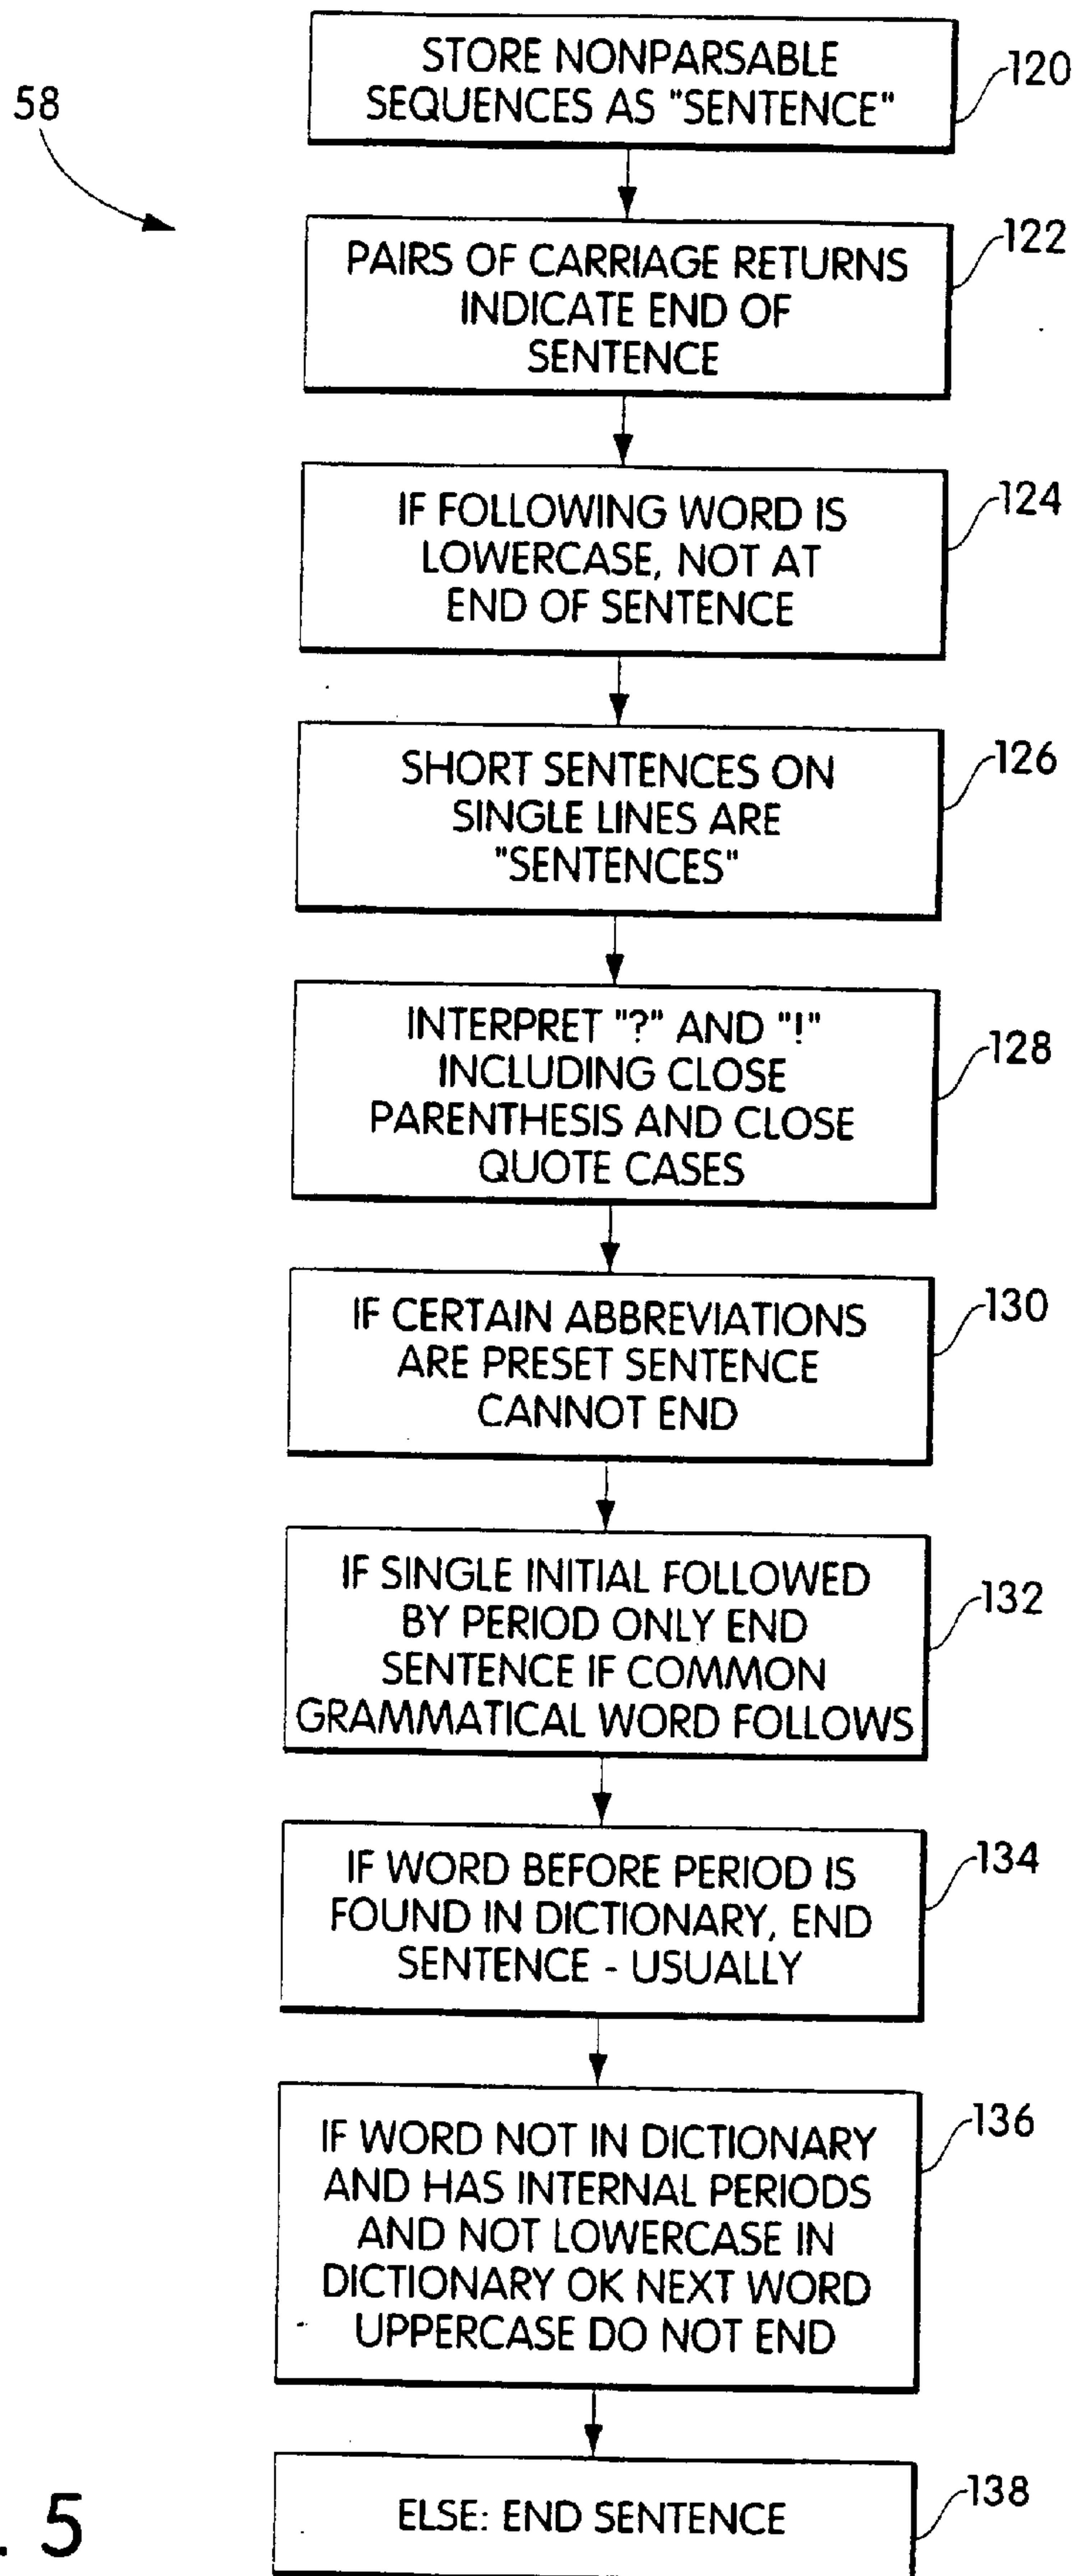 STORE NONPARSABLE
SEQUENCES AS "SENTENCE"
120
58
PAIRS OF CARRIAGE RETURNS
INDICATE END OF
SENTENCE
122
IF FOLLOWING WORD IS
LOWERCASE, NOT AT
END OF SENTENCE
124
SHORT SENTENCES ON
SINGLE LINES ARE
"SENTENCES"
126
INTERPRET "?" AND "!"
INCLUDING CLOSE
PARENTHESIS AND CLOSE
QUOTE CASES
128
IF CERTAIN ABBREVIATIONS
ARE PRESET SENTENCE
CANNOT END
130
IF SINGLE INITIAL FOLLOWED
BY PERIOD ONLY END
SENTENCE IF COMMON
GRAMMATICAL WORD FOLLOWS
132
IF WORD BEFORE PERIOD IS
FOUND IN DICTIONARY, END
SENTENCE - USUALLY
134
IF WORD NOT IN DICTIONARY
AND HAS INTERNAL PERIODS
AND NOT LOWERCASE IN
DICTIONARY OK NEXT WORD
UPPERCASE DO NOT END
136
ELSE: END SENTENCE
138
. 5